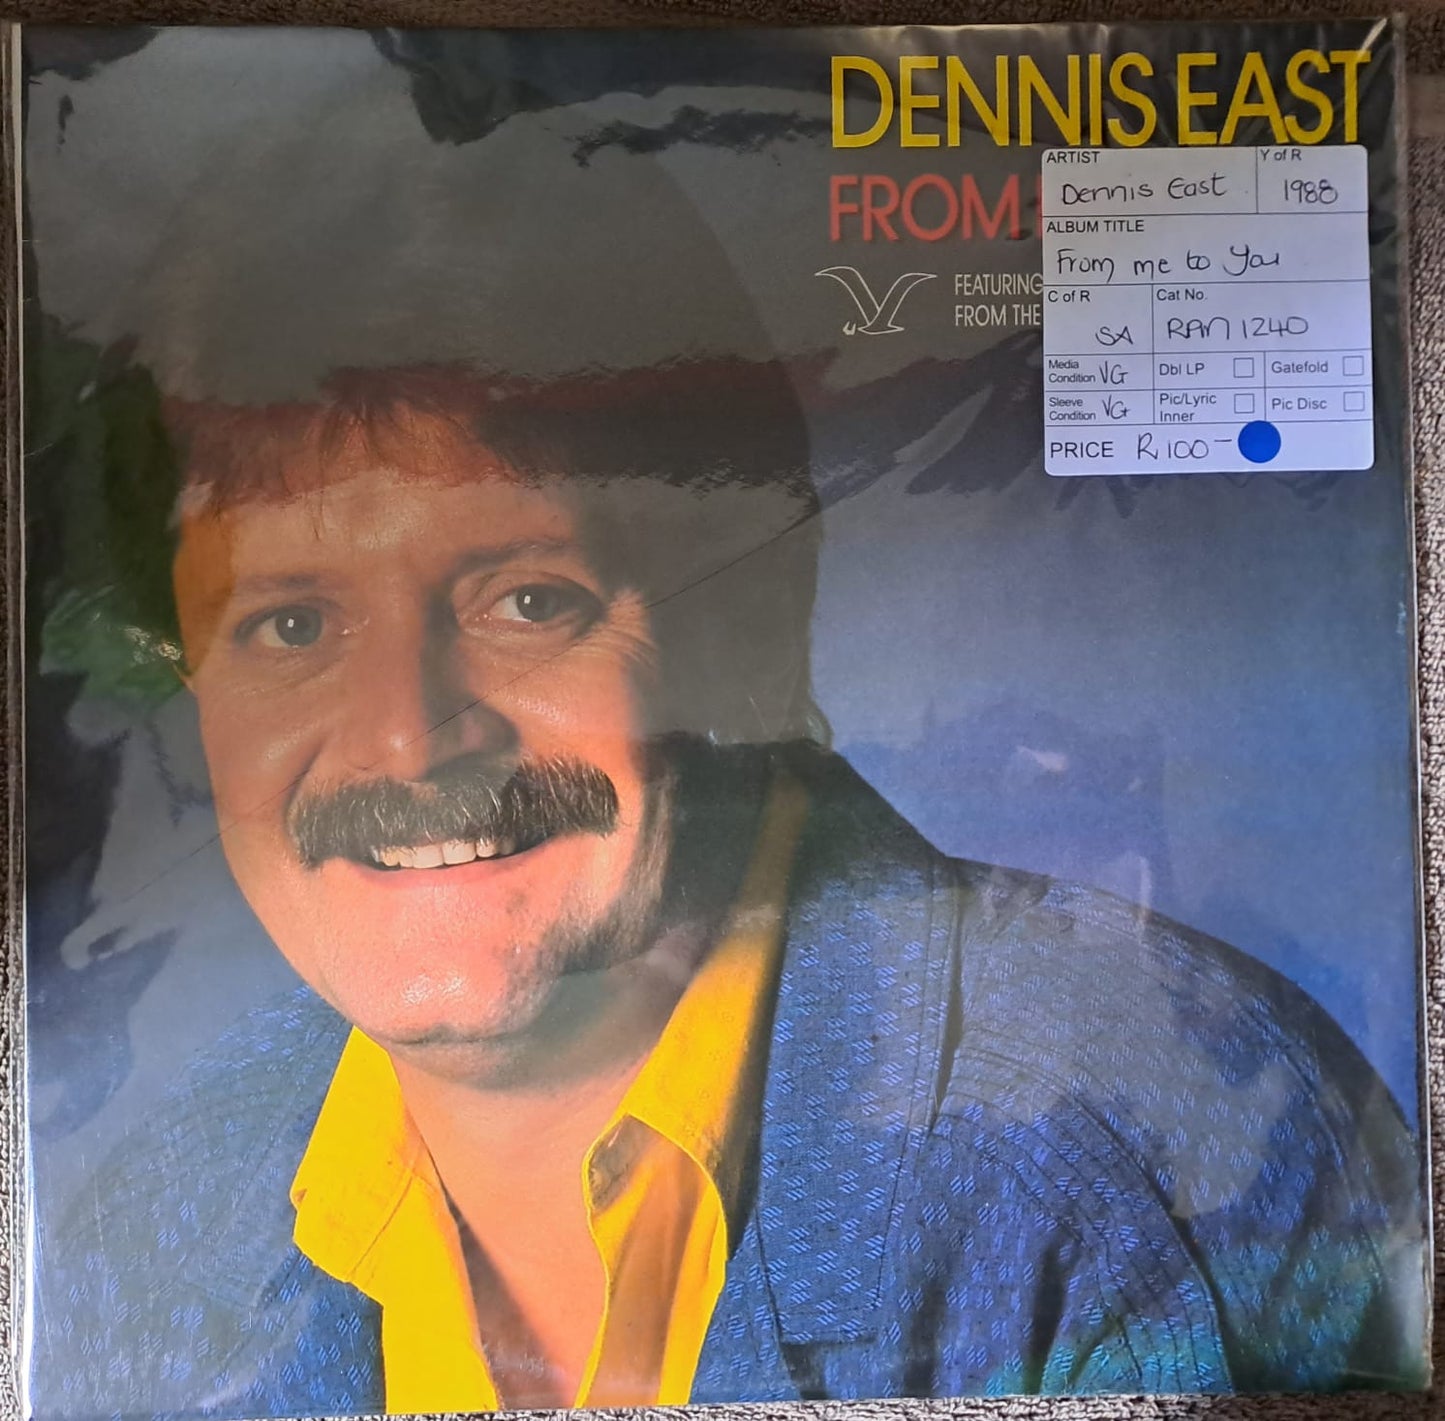 DENNIS EAST
FROM
FEATURING
FROM THE
ARTIST
Dennis East
Y of R
1988
ALBUM TITLE
From me to You
C of R
SA
Cat No.
RAM 1240
Media
Condition VG
Dbl LP
Gatefold
Sleeve
Condition VG
Pic/Lyric
Inner
Pic Disc
PRICE R100-